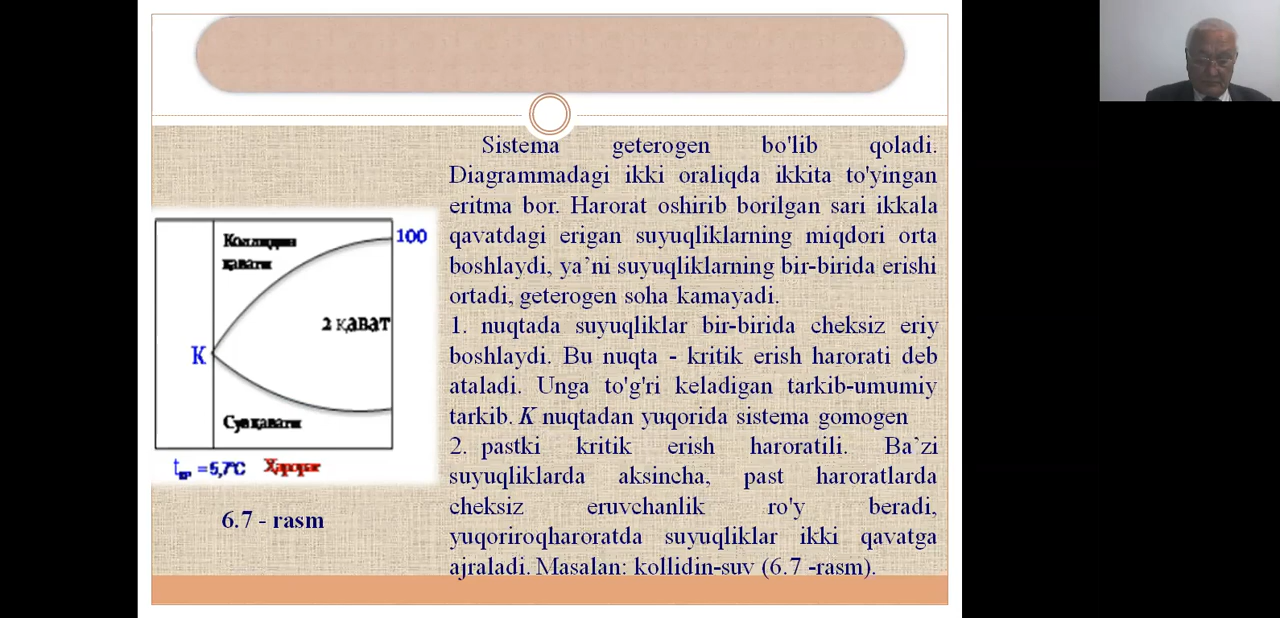 Sistema geterogen bo'lib qoladi.
Diagrammadagi ikki oraliqda ikkita to'yingan
eritma bor. Harorat oshirib borilgan sari ikkala
qavatdagi erigan suyuqliklarning miqdori orta
boshlaydi, ya’ni suyuqliklarning bir-birida erishi
ortadi, geterogen soha kamayadi.
1. nuqtada suyuqliklar bir-birida cheksiz eriy
boshlaydi. Bu nuqta - kritik erish harorati deb
ataladi. Unga to'g'ri keladigan tarkib-umumiy
tarkib. K nuqtadan yuqorida sistema gomogen
2. pastki kritik erish haroratili. Ba’zi
suyuqliklarda aksincha, past haroratlarda
cheksiz eruvchanlik ro'y beradi,
yuqoriroqharoratda suyuqliklar ikki qavatga
ajraladi. Masalan: kollidin-suv (6.7 -rasm).
Коллидин
қавати
100
2 қават
К
Сув қавати
= 5,7°C Ҳарорат
6.7 - rasm